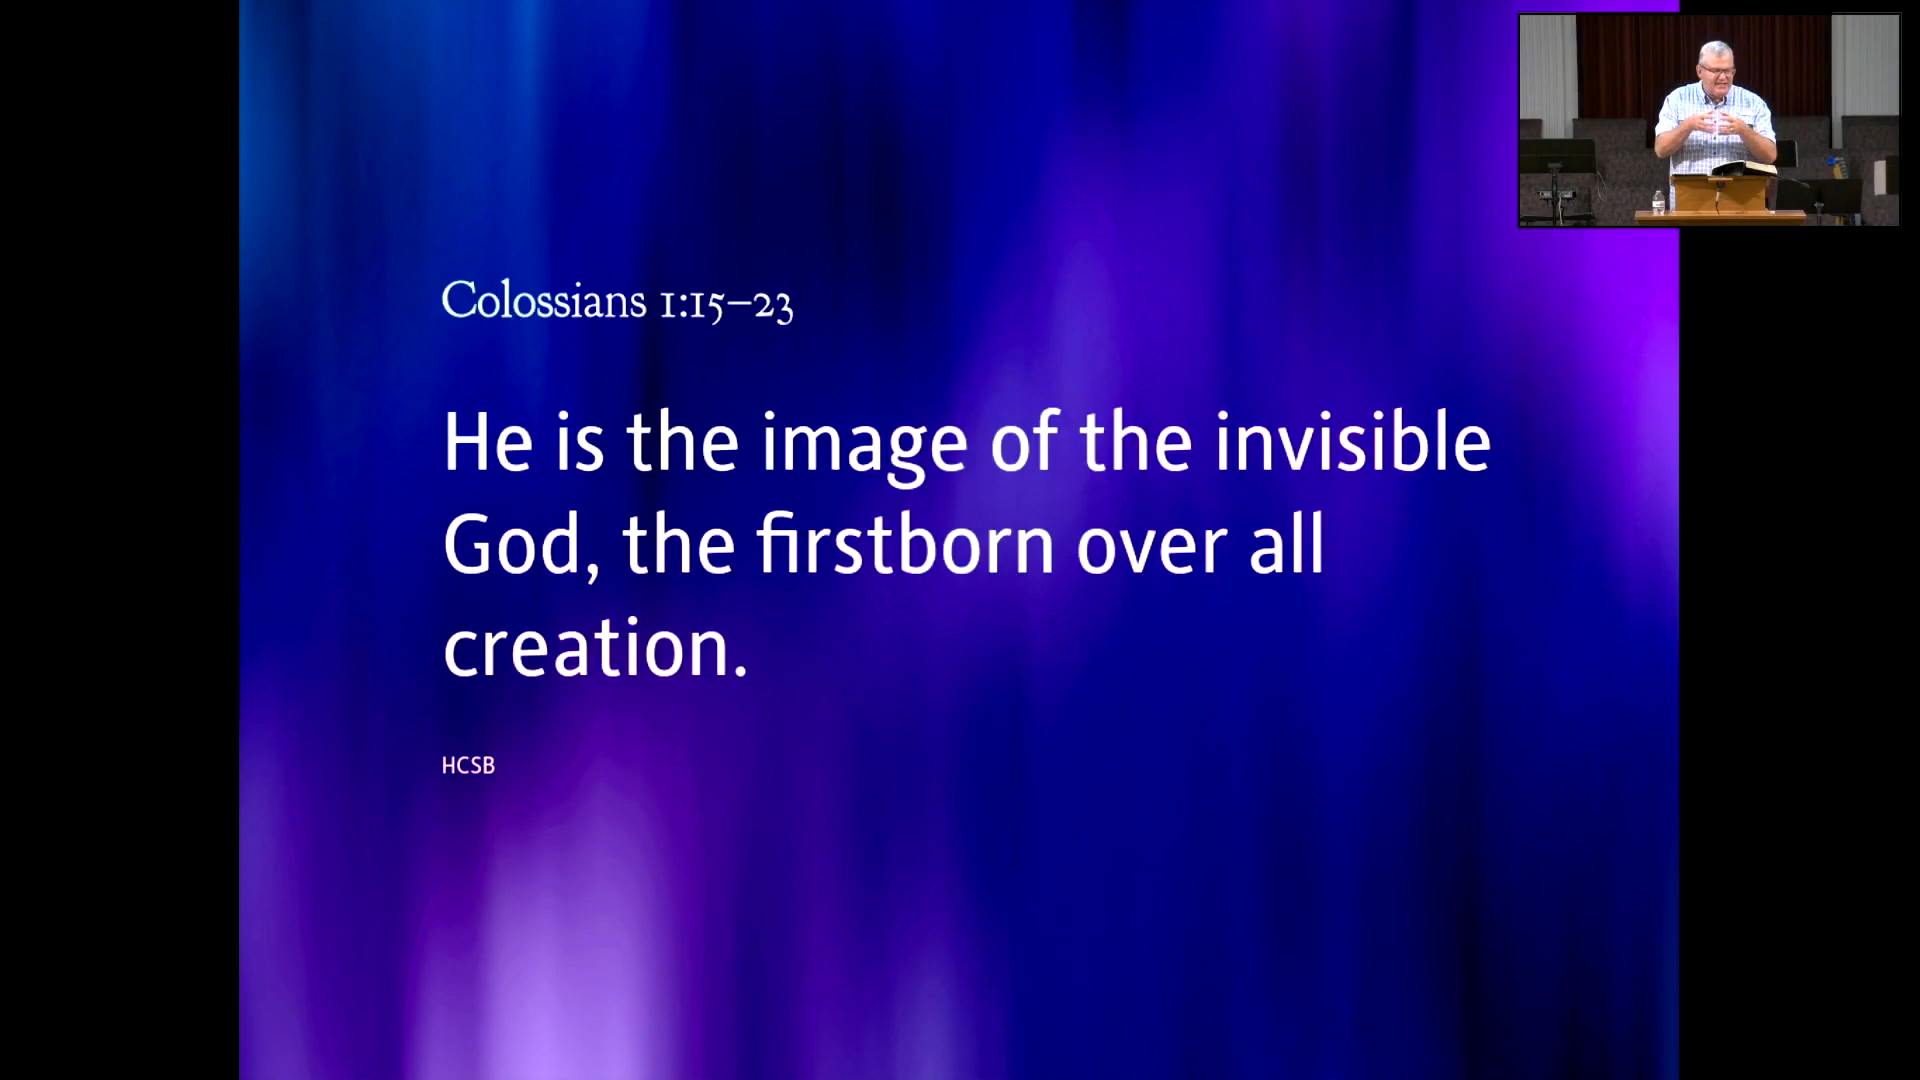 Colossians 1:15–23
He is the image of the invisible
God, the firstborn over all
creation.
HCSB